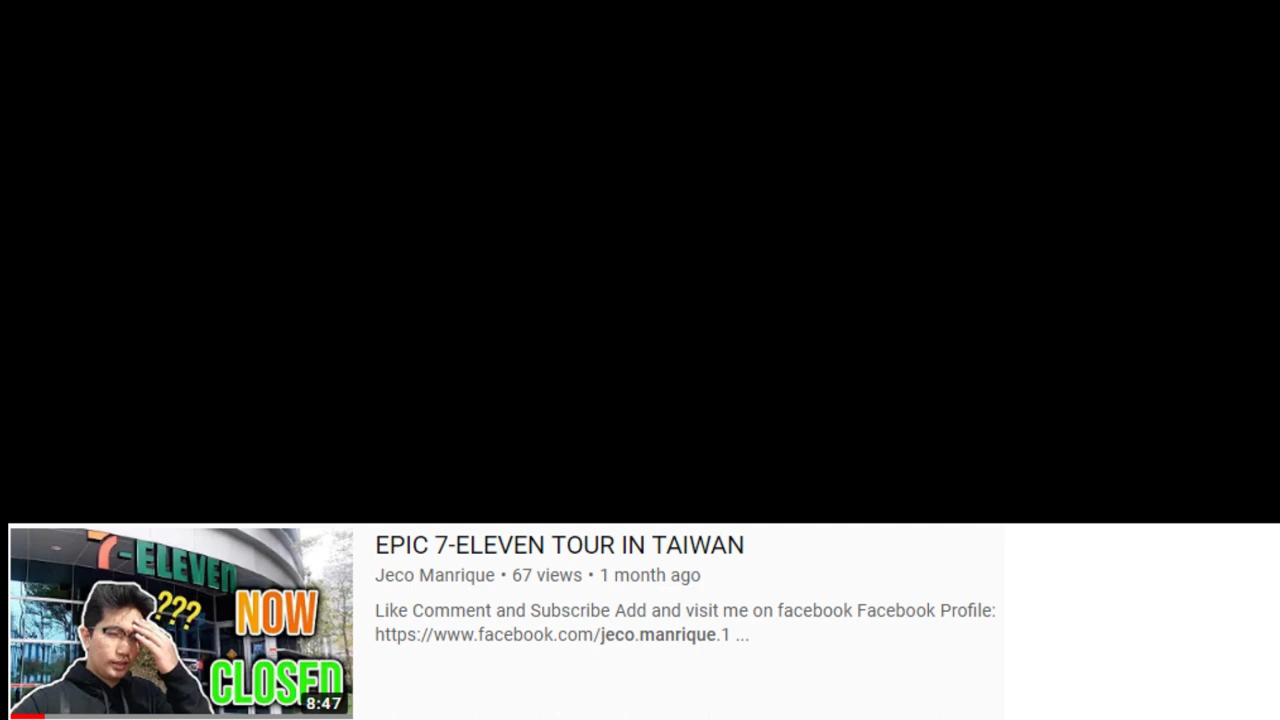 7-ELEVEN
???
NOW
CLOSED
8:47
EPIC 7-ELEVEN TOUR IN TAIWAN
Jeco Manrique • 67 views • 1 month ago
Like Comment and Subscribe Add and visit me on facebook Facebook Profile:
https://www.facebook.com/jeco.manrique.1 ...